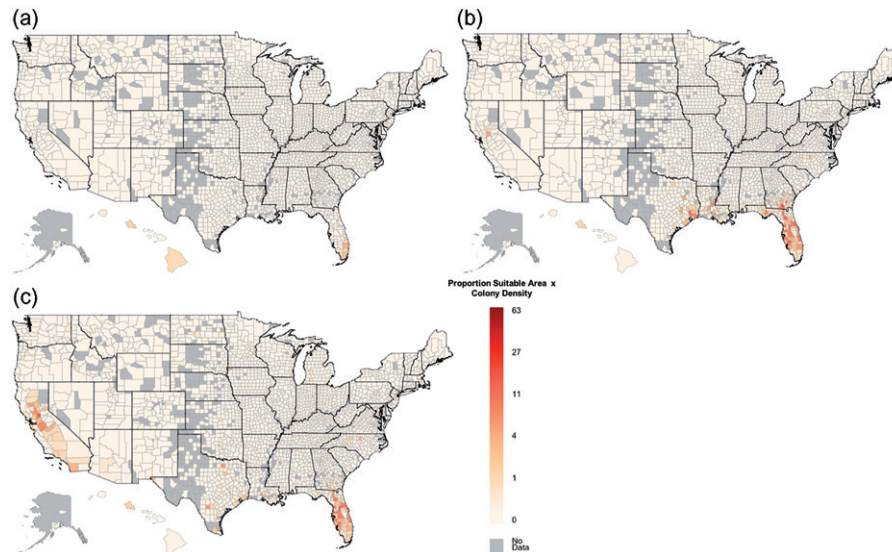 (a)
(b)
(c)
Proportion Suitable Area x
Colony Density
63
27
11
4
1
0
No
Data